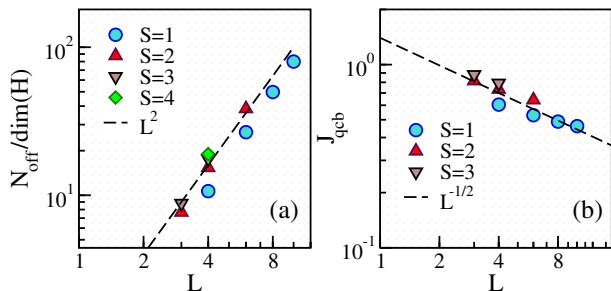 N_off/dim(H)
10^2
10^1
S=1
S=2
S=3
S=4
L^2
(a)
1 2 4 8
L
J_qcb
10^0
10^-1
S=1
S=2
S=3
L^-1/2
(b)
1 2 4 8
L